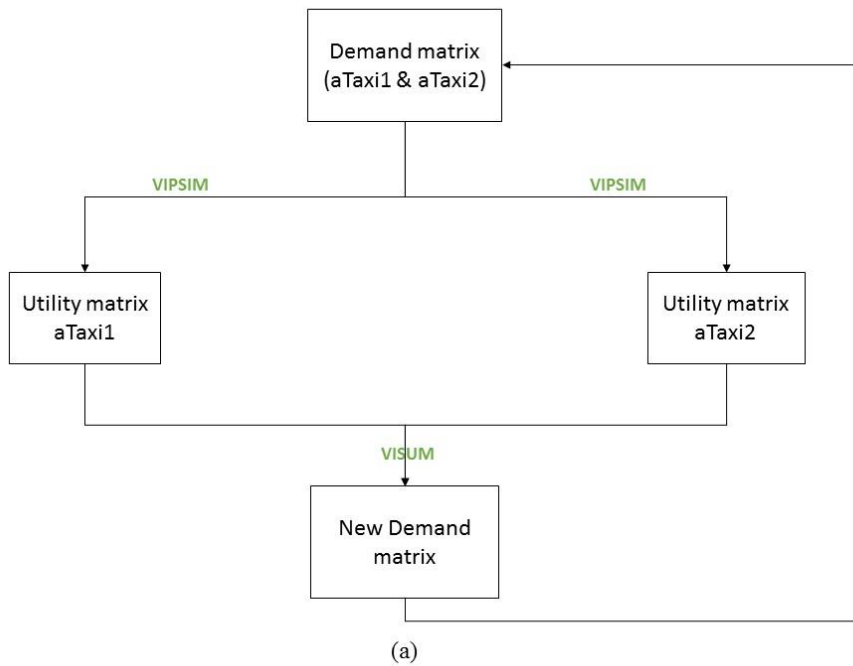 Demand matrix
(aTaxi1 & aTaxi2)
VIPSIM
VIPSIM
Utility matrix
aTaxi1
Utility matrix
aTaxi2
VISUM
New Demand
matrix
(a)